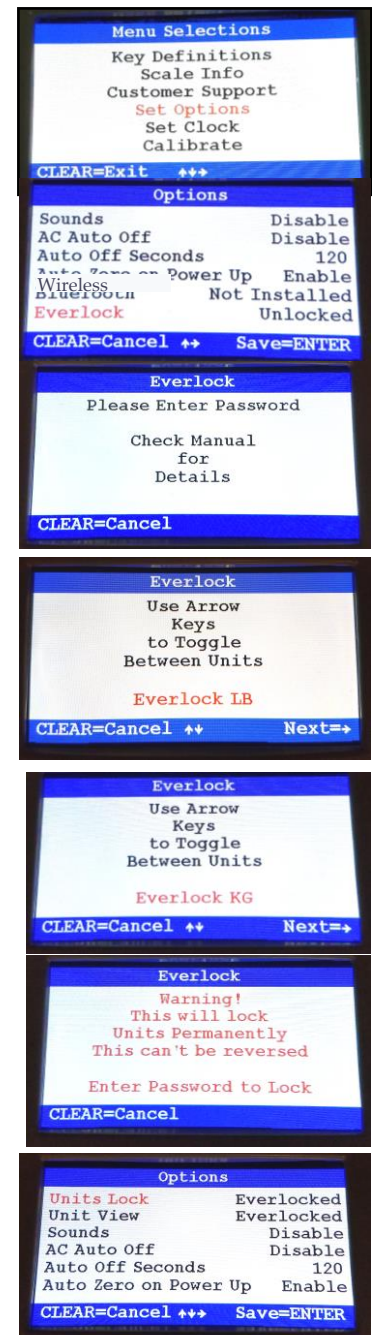 Menu Selections
Key Definitions
Scale Info
Customer Support
Set Options
Set Clock
Calibrate
CLEAR=Exit ↑↓→
Options
Sounds Disable
AC Auto Off Disable
Auto Off Seconds 120
Auto Zero on Power Up Enable
Wireless
Bluetooth Not Installed
Everlock Unlocked
CLEAR=Cancel ↑→ Save=ENTER
Everlock
Please Enter Password
Check Manual
for
Details
CLEAR=Cancel
Everlock
Use Arrow
Keys
to Toggle
Between Units
Everlock LB
CLEAR=Cancel ↑↓ Next=→
Everlock
Use Arrow
Keys
to Toggle
Between Units
Everlock KG
CLEAR=Cancel ↑↓ Next=→
Everlock
Warning!
This will lock
Units Permanently
This can't be reversed
Enter Password to Lock
CLEAR=Cancel
Options
Units Lock Everlocked
Unit View Everlocked
Sounds Disable
AC Auto Off Disable
Auto Off Seconds 120
Auto Zero on Power Up Enable
CLEAR=Cancel ↑↓→ Save=ENTER